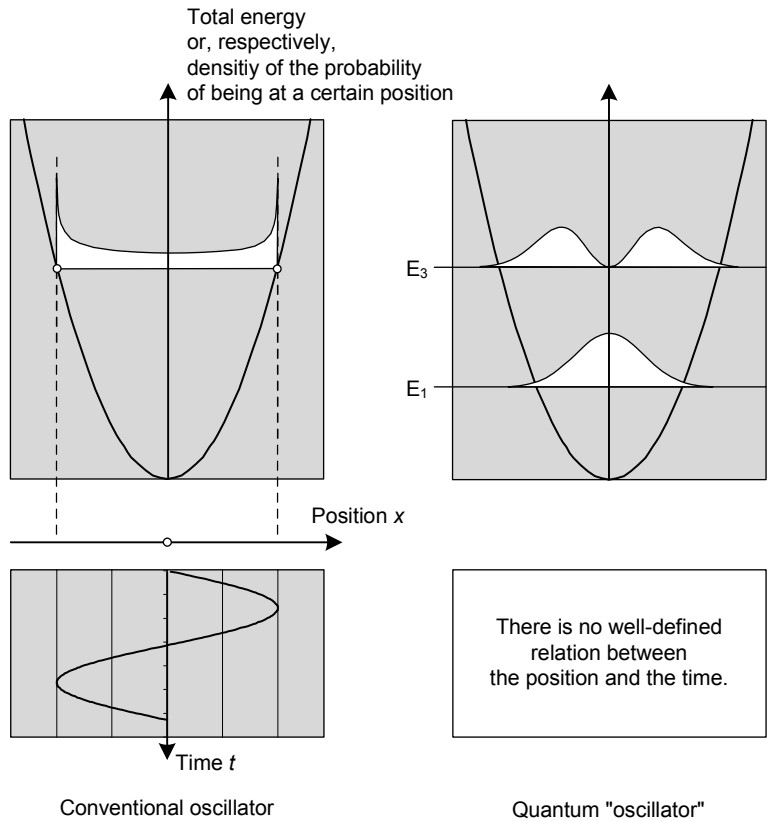 Total energy
or, respectively,
densitiy of the probability
of being at a certain position
E3
E1
Position x
There is no well-defined
relation between
the position and the time.
Time t
Conventional oscillator
Quantum "oscillator"